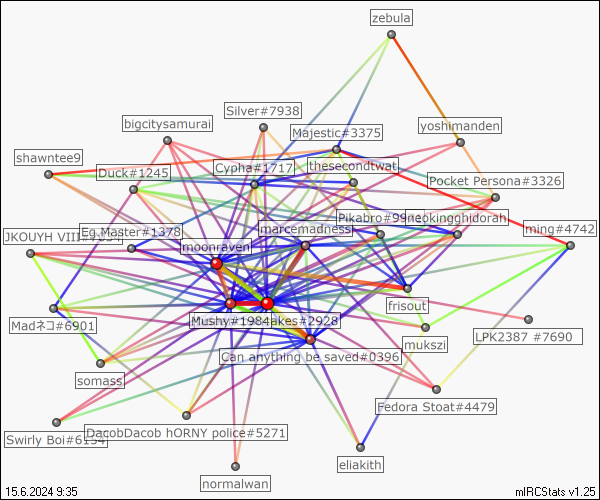 zebula
Silver#7938
bigcitysamurai
yoshimanden
Majestic#3375
shawntee9
Cypha#1717
thesecondtwat
Duck#1245
Pocket Persona#3326
Pikabro#99
neokingghidorah
marcemadness
ming#4742
JKOUYH VIII#7
Eg.Master#1378
moonraven
frisout
Madネコ#6901
Mushy#1984
akes#2928
mukszi
LPK2387 #7690
Can anything be saved#0396
somass
Fedora Stoat#4479
Swirly Boi#6154
DacobDacob hORNY police#5271
eliakith
normalwan
15.6.2024 9:35
mIRCStats v1.25